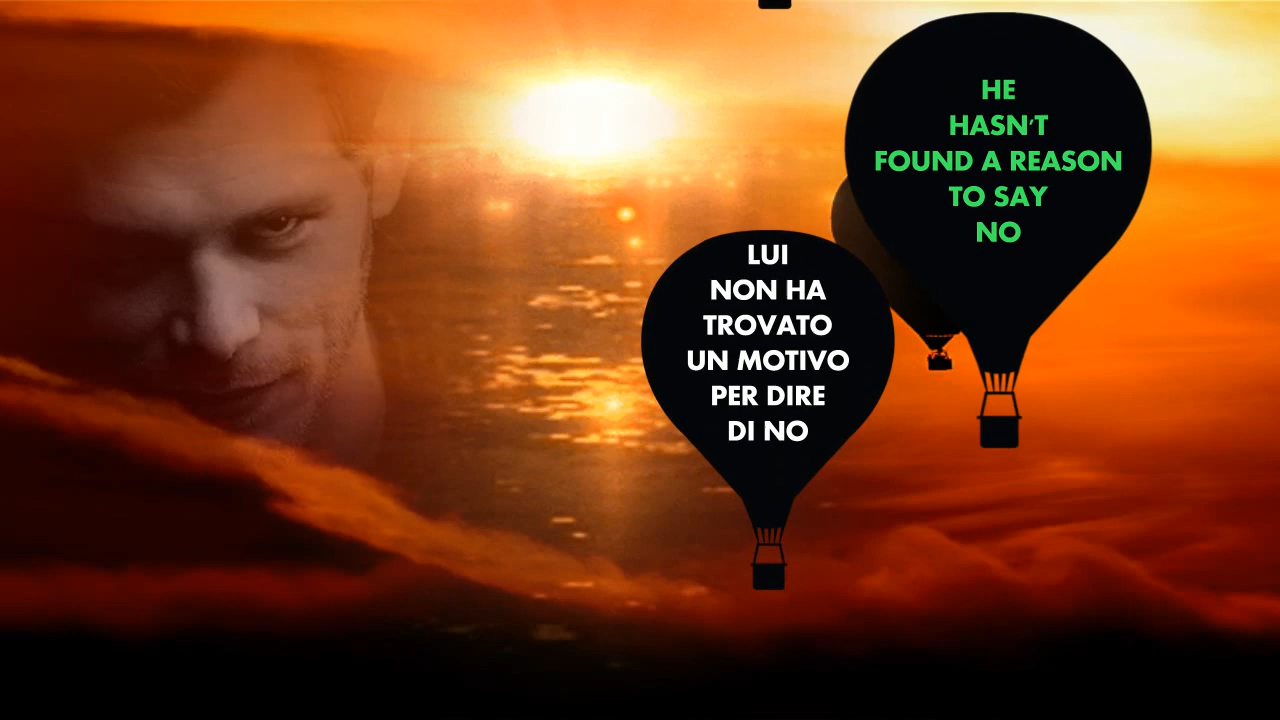 HE
HASN'T
FOUND A REASON
TO SAY
NO
LUI
NON HA
TROVATO
UN MOTIVO
PER DIRE
DI NO